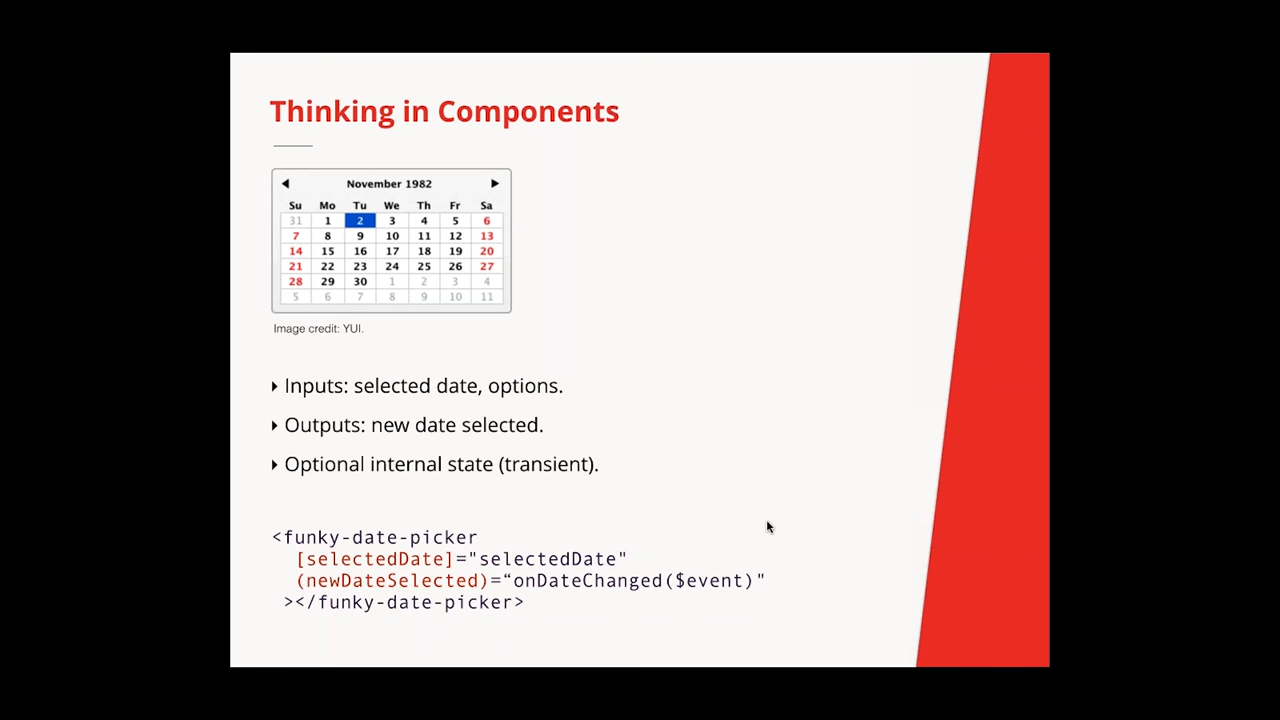 Thinking in Components
November 1982
Su Mo Tu We Th Fr Sa
31 1 2 3 4 5 6
7 8 9 10 11 12 13
14 15 16 17 18 19 20
21 22 23 24 25 26 27
28 29 30 1 2 3 4
5 6 7 8 9 10 11
Image credit: YUI.
Inputs: selected date, options.
Outputs: new date selected.
Optional internal state (transient).
<funky-date-picker
[selectedDate]="selectedDate"
(newDateSelected)=“onDateChanged($event)"
></funky-date-picker>